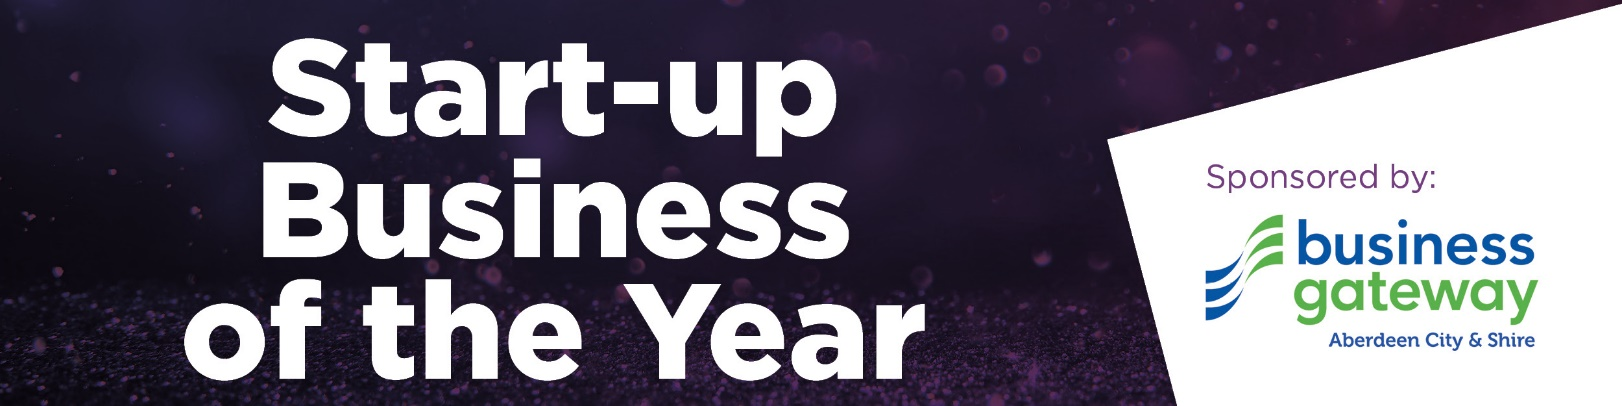 Start-up
Business
of the Year
Sponsored by:
business
gateway
Aberdeen City & Shire